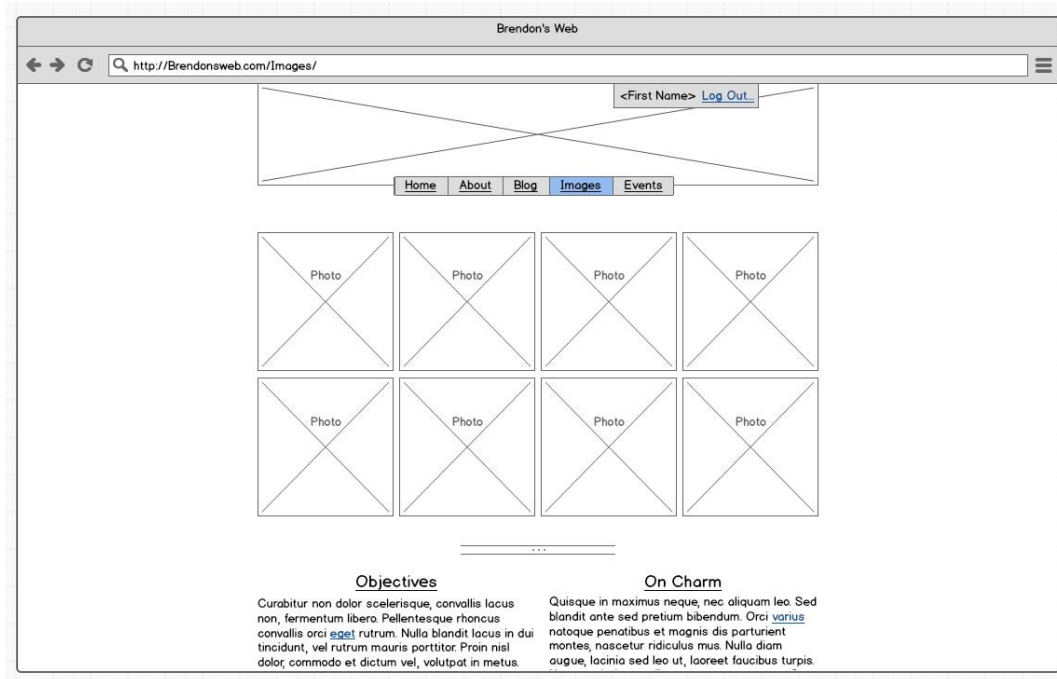 Brendon's Web
http://Brendonsweb.com/Images/
<First Name> Log Out...
Home About Blog Images Events
Photo Photo Photo Photo
Photo Photo Photo Photo
...
Objectives
Curabitur non dolor scelerisque, convallis lacus
non, fermentum libero. Pellentesque rhoncus
convallis orci eget rutrum. Nulla blandit lacus in dui
tincidunt, vel rutrum mauris porttitor. Proin nisl
dolor, commodo et dictum vel, volutpat in metus.
On Charm
Quisque in maximus neque, nec aliquam leo. Sed
blandit ante sed pretium bibendum. Orci varius
natoque penatibus et magnis dis parturient
montes, nascetur ridiculus mus. Nulla diam
augue, lacinia sed leo ut, laoreet faucibus turpis.